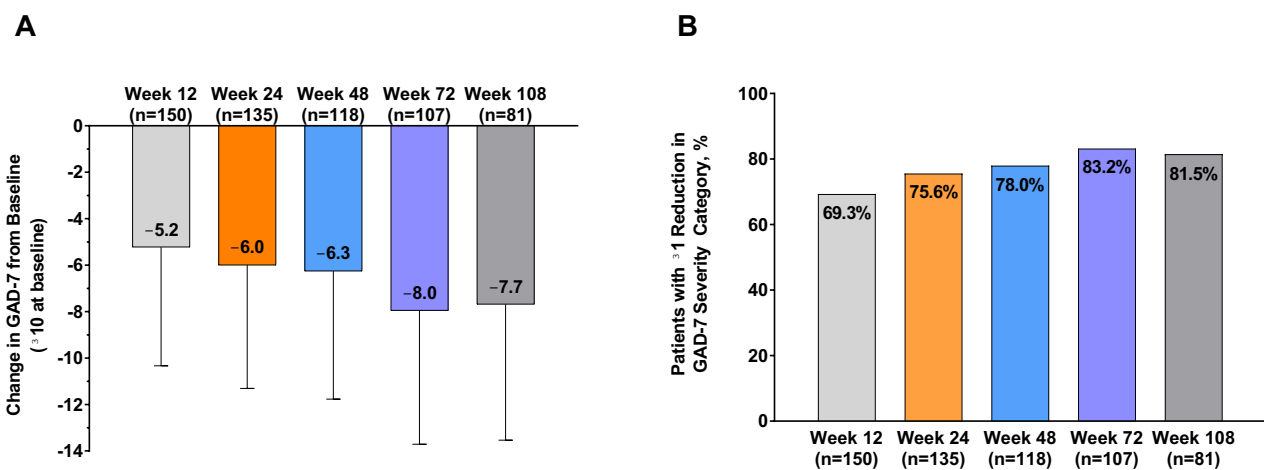 A
Week 12 Week 24 Week 48 Week 72 Week 108
(n=150) (n=135) (n=118) (n=107) (n=81)
Change in GAD-7 from Baseline
(³10 at baseline)
0
-2
-4
-6
-8
-10
-12
-14
−5.2
−6.0
−6.3
−8.0
−7.7
B
Patients with ³1 Reduction in
GAD-7 Severity Category, %
100
80
60
40
20
0
69.3%
75.6%
78.0%
83.2%
81.5%
Week 12 Week 24 Week 48 Week 72 Week 108
(n=150) (n=135) (n=118) (n=107) (n=81)